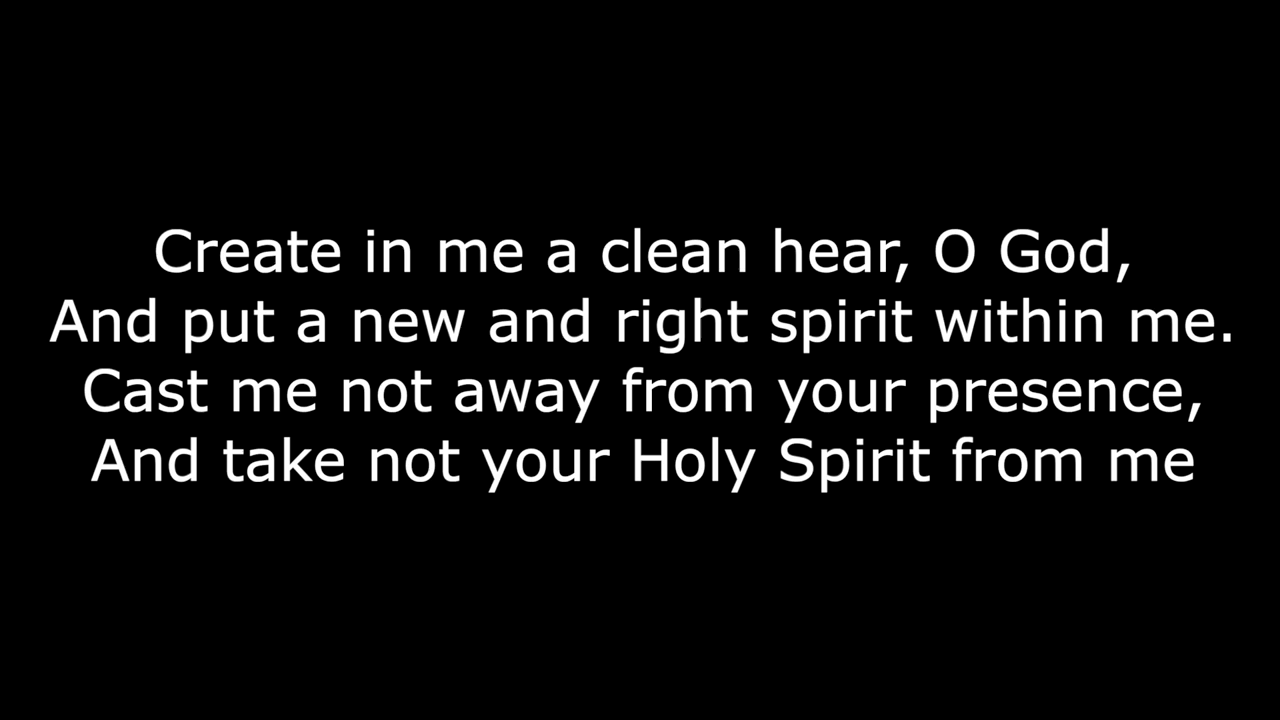 Create in me a clean hear, O God,
And put a new and right spirit within me.
Cast me not away from your presence,
And take not your Holy Spirit from me